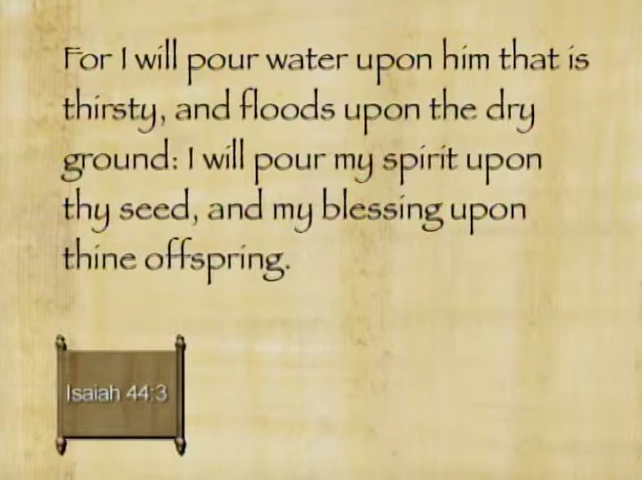 For I will pour water upon him that is
thirsty, and floods upon the dry
ground: I will pour my spirit upon
thy seed, and my blessing upon
thine offspring.
Isaiah 44:3